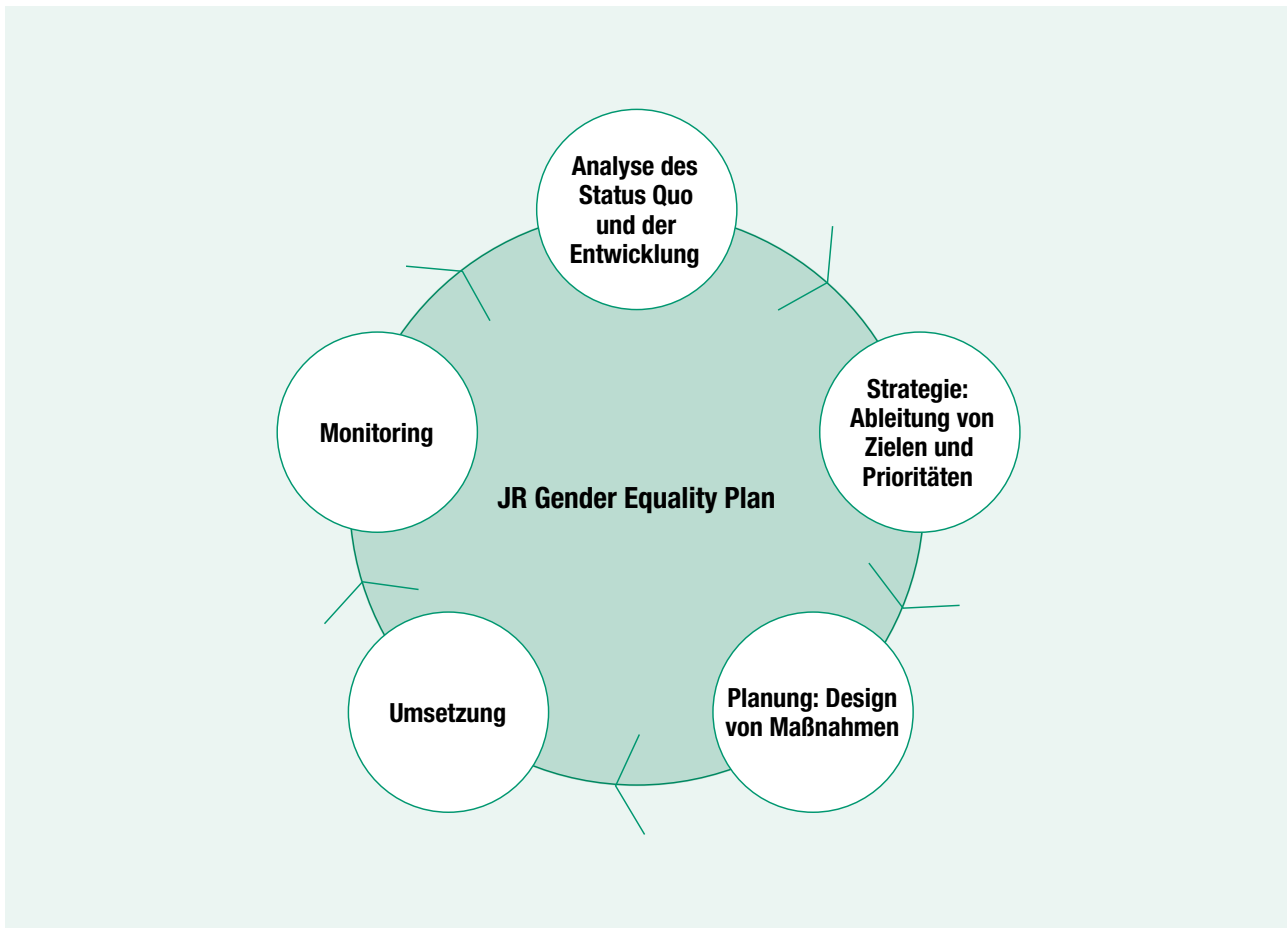 Analyse des
Status Quo
und der
Entwicklung
Strategie:
Ableitung von
Zielen und
Prioritäten
Planung: Design
von Maßnahmen
Umsetzung
Monitoring
JR Gender Equality Plan